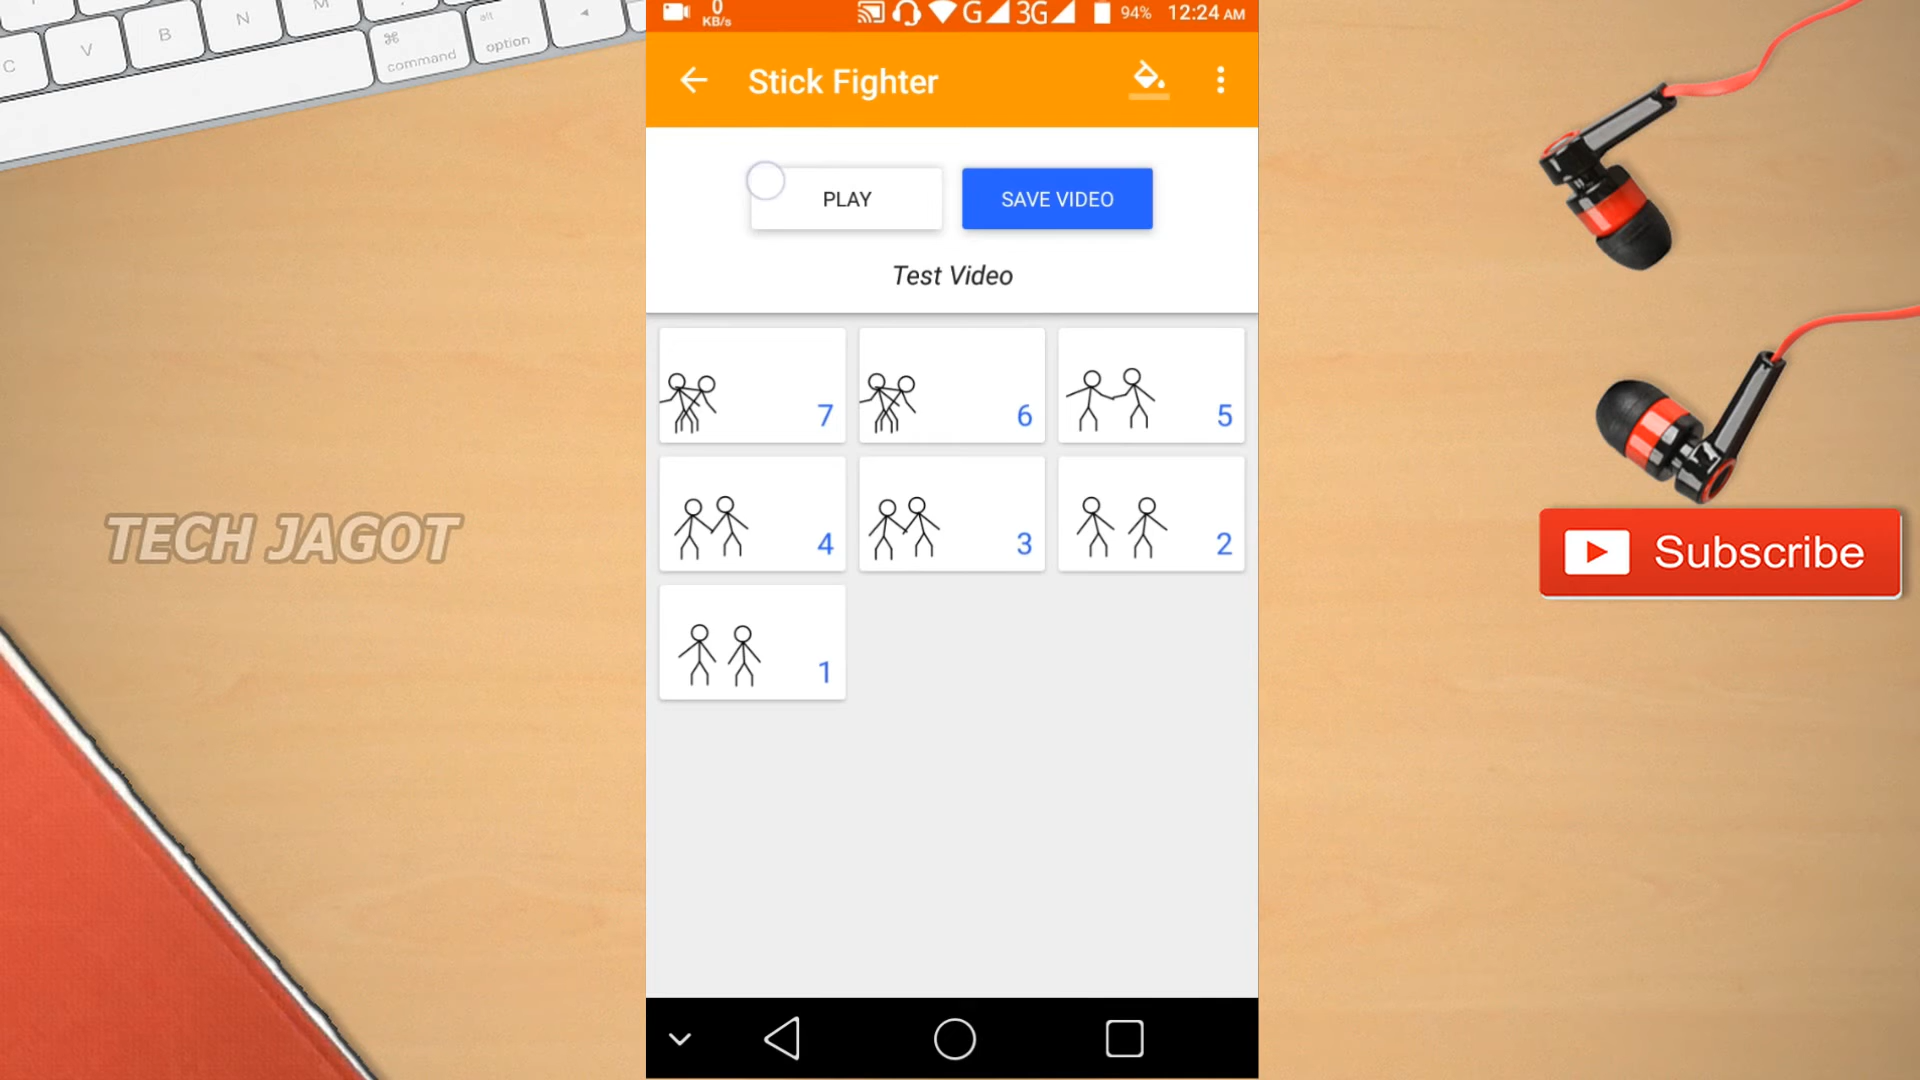 C
V
B
N
M
⌘
command
alt
option
0
KB/s
G
3G
94%
12:24 AM
Stick Fighter
PLAY
SAVE VIDEO
Test Video
7
6
5
4
3
2
1
TECH JAGOT
Subscribe